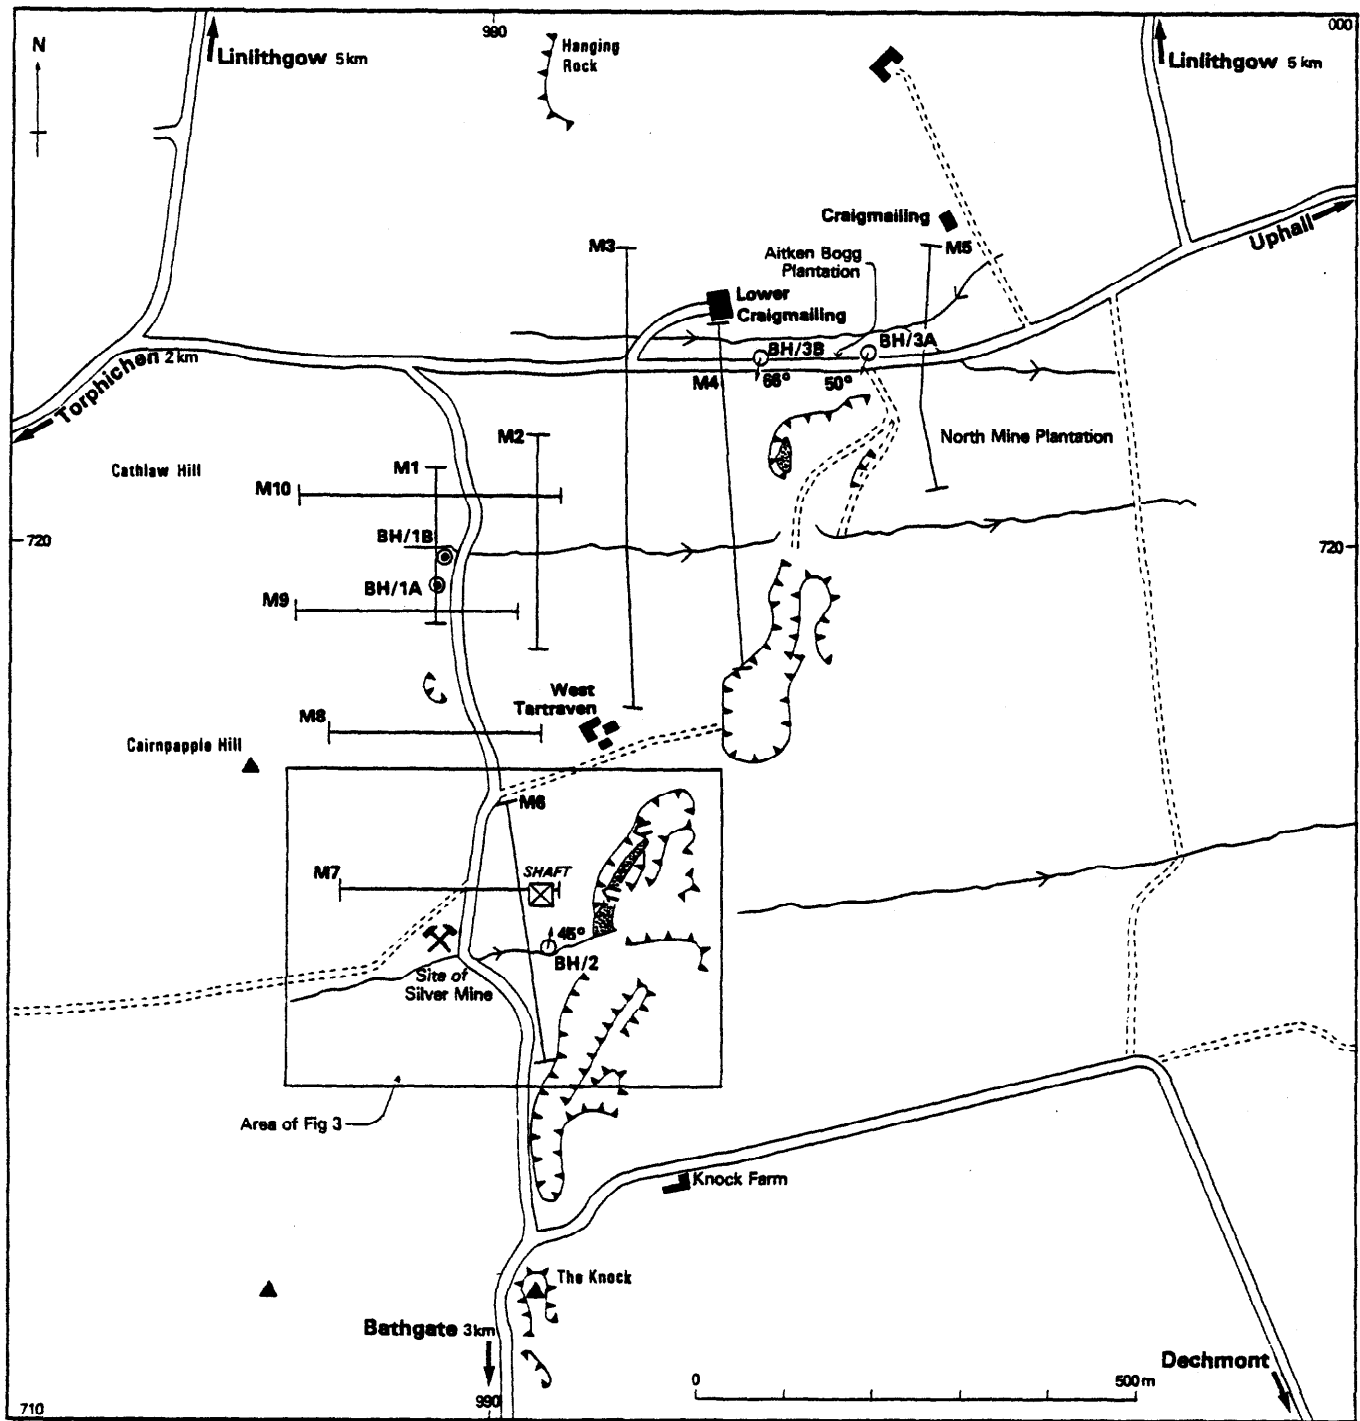 980
000
N
Linlithgow 5km
Hanging
Rock
Linlithgow 5 km
Craigmailing
M5
Uphall
M3
Aitken Bogg
Plantation
Lower
Craigmailing
BH/3B
BH/3A
Torphichen 2km
M4
66°
50°
Cathlaw Hill
M2
North Mine Plantation
M1
M10
720
BH/1B
720
BH/1A
M9
West
Tartraven
M8
Cairnpapple Hill
M6
M7
SHAFT
45°
BH/2
Site of
Silver Mine
Area of Fig 3
Knock Farm
The Knock
Bathgate 3km
Dechmont
0
500m
710
990